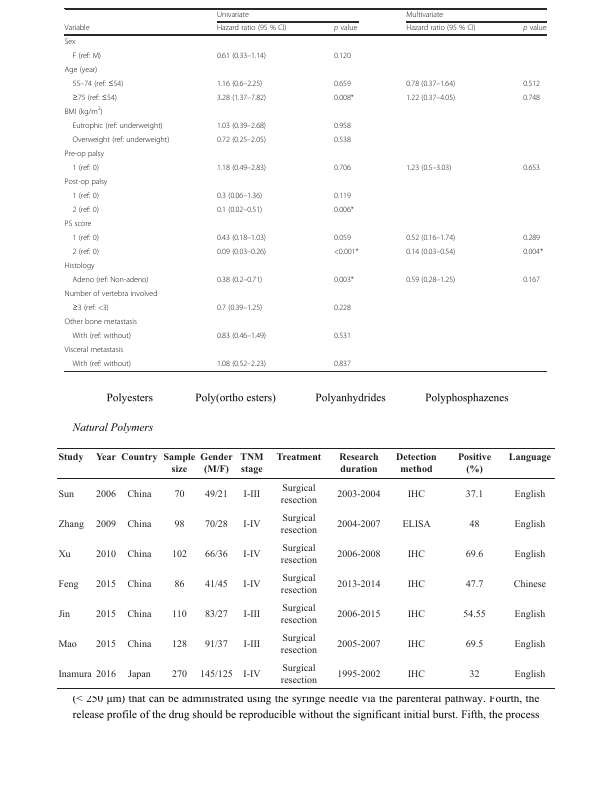 Univariate Multivariate
Variable Hazard ratio (95 % CI) p value Hazard ratio (95 % CI) p value
Sex
F (ref: M) 0.61 (0.33–1.14) 0.120
Age (year)
55–74 (ref: ≤54) 1.16 (0.6–2.25) 0.659 0.78 (0.37–1.64) 0.512
≥75 (ref: ≤54) 3.28 (1.37–7.82) 0.008* 1.22 (0.37–4.05) 0.748
BMI (kg/m²)
Eutrophic (ref: underweight) 1.03 (0.39–2.68) 0.958
Overweight (ref: underweight) 0.72 (0.25–2.05) 0.538
Pre-op palsy
1 (ref: 0) 1.18 (0.49–2.83) 0.706 1.23 (0.5–3.03) 0.653
Post-op palsy
1 (ref: 0) 0.3 (0.06–1.36) 0.119
2 (ref: 0) 0.1 (0.02–0.51) 0.006*
PS score
1 (ref: 0) 0.43 (0.18–1.03) 0.059 0.52 (0.16–1.74) 0.289
2 (ref: 0) 0.09 (0.03–0.26) <0.001* 0.14 (0.03–0.54) 0.004*
Histology
Adeno (ref: Non-adeno) 0.38 (0.2–0.71) 0.003* 0.59 (0.28–1.25) 0.167
Number of vertebra involved
≥3 (ref: <3) 0.7 (0.39–1.25) 0.228
Other bone metastasis
With (ref: without) 0.83 (0.46–1.49) 0.531
Visceral metastasis
With (ref: without) 1.08 (0.52–2.23) 0.837
Polyesters Poly(ortho esters) Polyanhydrides Polyphosphazenes
Natural Polymers
Study Year Country Sample Gender TNM Treatment Research Detection Positive Language
size (M/F) stage duration method (%)
Sun 2006 China 70 49/21 I-III Surgical resection 2003-2004 IHC 37.1 English
Zhang 2009 China 98 70/28 I-IV Surgical resection 2004-2007 ELISA 48 English
Xu 2010 China 102 66/36 I-IV Surgical resection 2006-2008 IHC 69.6 English
Feng 2015 China 86 41/45 I-IV Surgical resection 2013-2014 IHC 47.7 Chinese
Jin 2015 China 110 83/27 I-III Surgical resection 2006-2015 IHC 54.55 English
Mao 2015 China 128 91/37 I-III Surgical resection 2005-2007 IHC 69.5 English
Inamura 2016 Japan 270 145/125 I-IV Surgical resection 1995-2002 IHC 32 English
(< 250 μm) that can be administrated using the syringe needle via the parenteral pathway. Fourth, the
release profile of the drug should be reproducible without the significant initial burst. Fifth, the process